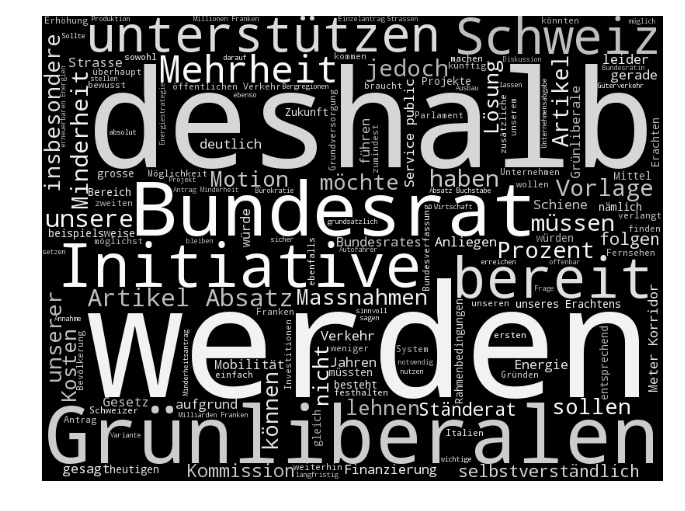 Erhöhung Produktion Millionen Franken Einzelantrag Strassen könnten möglich
unterstützen Schweiz
Sollte darauf kommen Diskussion Bundesrätin
Strasse sowohl Mehrheit jedoch machen künftig leider
überhaupt braucht Projekte gerade
insbesondere erneuerbaren Energien stellen bewusst öffentlichen Verkehr Bergregionen Ausbau lassen Güterverkehr
Minderheit Energiestrategie ebenso Zukunft Grundversorgung führen zumindest Service public Parlament Lösung zusätzliche unserem Unternehmensabgabe Artikel Grünliberale Erachten
deshalb
absolut deutlich
grosse Möglichkeit Unternehmen Mittel
Bereich Projekt Motion möchte haben wollen Vorlage
zweiten Antrag Minderheit Bürokratie Absatz Buchstabe
unsere Bundesrat Wirtschaft Schiene nämlich
beispielsweise würde grundsätzlich Bundesverfassung müssen verlangt
möglichst bleiben sicher Bundesrates Anliegen würden folgen finden
setzen Initiative ebenfalls Autofahrer Prozent Fernsehen
erreichen offenbar
bereit
Frage
unserer Artikel Absatz Massnahmen unseren unseres Erachtens
Annahme Franken sinnvoll sagen
Kosten Bevölkerung werden Verkehr Rahmenbedingungen ersten entsprechend Meter Korridor
Minderheitsantrag Investitionen nicht weniger System
Mobilität Jahren notwendig Energie
einfach müssten nutzen Gründen
können besteht
Gesetz festhalten
Schweizer aufgrund lehnen Ständerat sollen
Antrag Milliarden Franken gleich
Grünliberalen
Variante Italien
wichtige
gesagt heutigen Kommission weiterhin Finanzierung selbstverständlich
langfristig